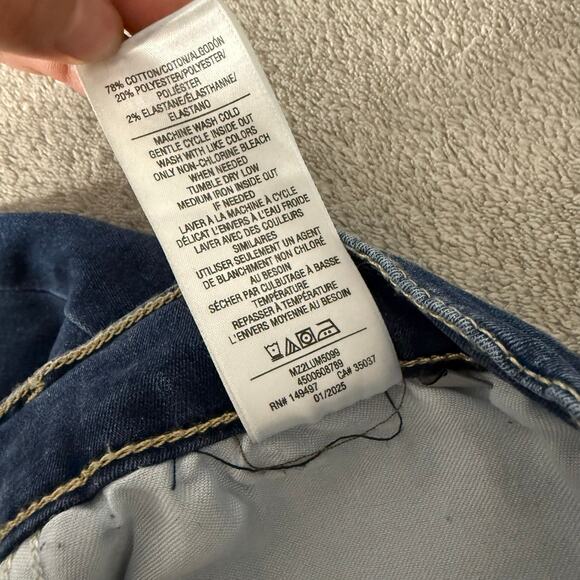 78% COTTON/COTON/ALGODÓN
20% POLYESTER/POLYESTER/
POLIÉSTER
2% ELASTANE/ÉLASTHANNE/
ELASTANO
MACHINE WASH COLD
GENTLE CYCLE INSIDE OUT
WASH WITH LIKE COLORS
ONLY NON-CHLORINE BLEACH
WHEN NEEDED
TUMBLE DRY LOW
MEDIUM IRON INSIDE OUT
IF NEEDED
LAVER À LA MACHINE À CYCLE
DÉLICAT L'ENVERS À L'EAU FROIDE
LAVER AVEC DES COULEURS
SIMILAIRES
UTILISER SEULEMENT UN AGENT
DE BLANCHIMENT NON CHLORÉ
AU BESOIN
SÉCHER PAR CULBUTAGE À BASSE
TEMPÉRATURE
REPASSER À TEMPÉRATURE
L'ENVERS MOYENNE AU BESOIN
MZ2LUM5099
4500608789
RN# 149497 CA# 35037
01/2025